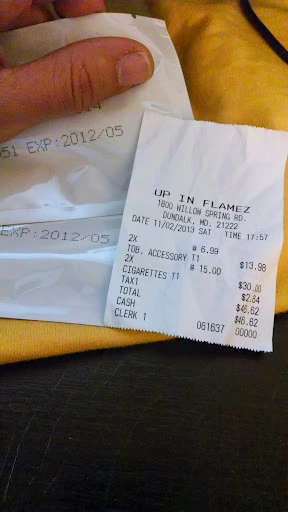 51 EXP:2012/05
EXP:2012/05
UP IN FLAMEZ
1800 WILLOW SPRING RD.
DUNDALK, MD. 21222
DATE 11/02/2013 SAT TIME 17:57
2X @ 6.99
TOB. ACCESSORY T1 $13.98
2X @ 15.00
CIGARETTES T1 $30.00
TAX1 $2.64
TOTAL $46.62
CASH $46.62
CLERK 1 061637 00000